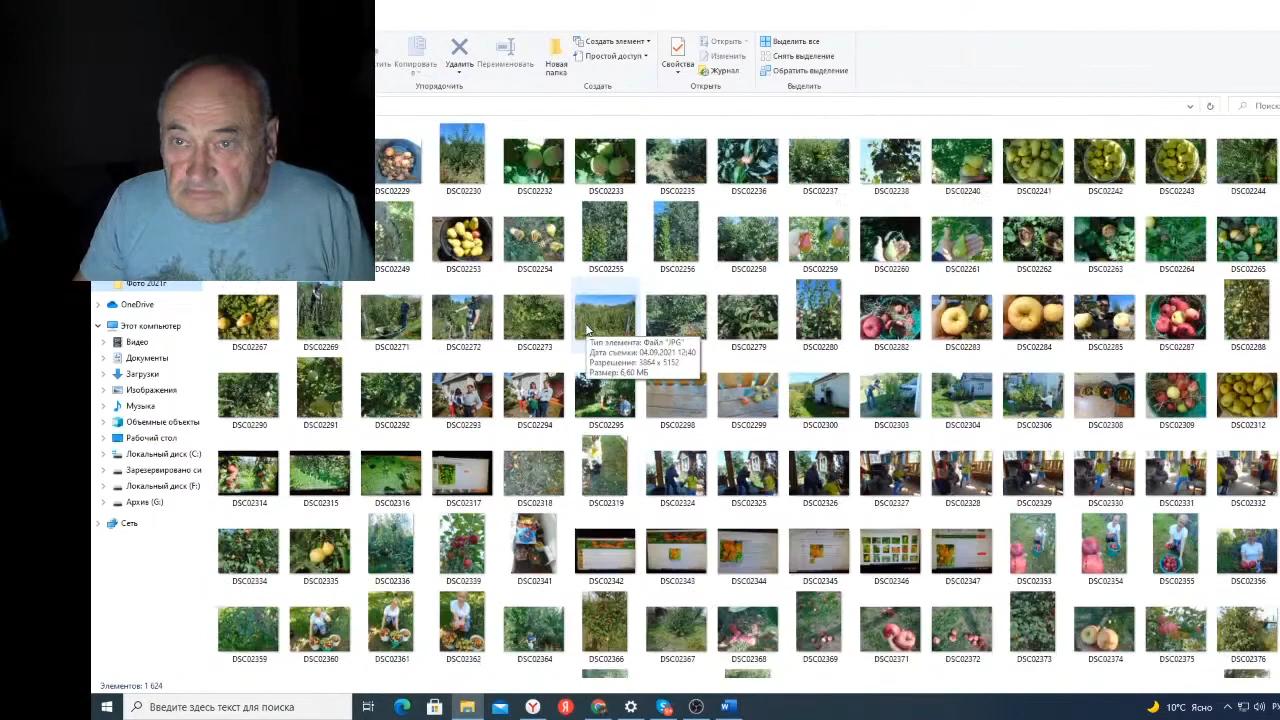 Создать элемент
Открыть
Выделить все
Копировать
Удалить
Переименовать
Новая
папка
Простой доступ
Свойства
Изменить
Снять выделение
в
Журнал
Обратить выделение
Упорядочить
Создать
Открыть
Выделить
Поиск
DSC02229 DSC02230 DSC02232 DSC02233 DSC02235 DSC02236 DSC02237 DSC02238 DSC02240 DSC02241 DSC02242 DSC02243 DSC02244
DSC02249 DSC02253 DSC02254 DSC02255 DSC02256 DSC02258 DSC02259 DSC02260 DSC02261 DSC02262 DSC02263 DSC02264 DSC02265
Фото 2021г
OneDrive
Этот компьютер
Видео
Документы
Загрузки
Изображения
Музыка
Объемные объекты
Рабочий стол
Локальный диск (C:)
Зарезервировано си
Локальный диск (F:)
Архив (G:)
Сеть
DSC02267 DSC02269 DSC02271 DSC02272 DSC02273 DSC02279 DSC02280 DSC02282 DSC02283 DSC02284 DSC02287 DSC02288
Тип элемента: Файл "JPG"
Дата съемки: 04.09.2021 12:40
Разрешение: 3864 x 5152
Размер: 6,60 МБ
DSC02290 DSC02291 DSC02292 DSC02293 DSC02294 DSC02295 DSC02298 DSC02299 DSC02300 DSC02303 DSC02304 DSC02306 DSC02308 DSC02309 DSC02312
DSC02314 DSC02315 DSC02316 DSC02317 DSC02318 DSC02319 DSC02324 DSC02325 DSC02326 DSC02327 DSC02328 DSC02329 DSC02330 DSC02331 DSC02332
DSC02334 DSC02335 DSC02336 DSC02339 DSC02341 DSC02342 DSC02343 DSC02344 DSC02345 DSC02346 DSC02347 DSC02353 DSC02354 DSC02355 DSC02356
DSC02359 DSC02360 DSC02361 DSC02362 DSC02364 DSC02366 DSC02367 DSC02368 DSC02369 DSC02371 DSC02372 DSC02373 DSC02374 DSC02375 DSC02376
Элементов: 1 624
Введите здесь текст для поиска
10°C Ясно